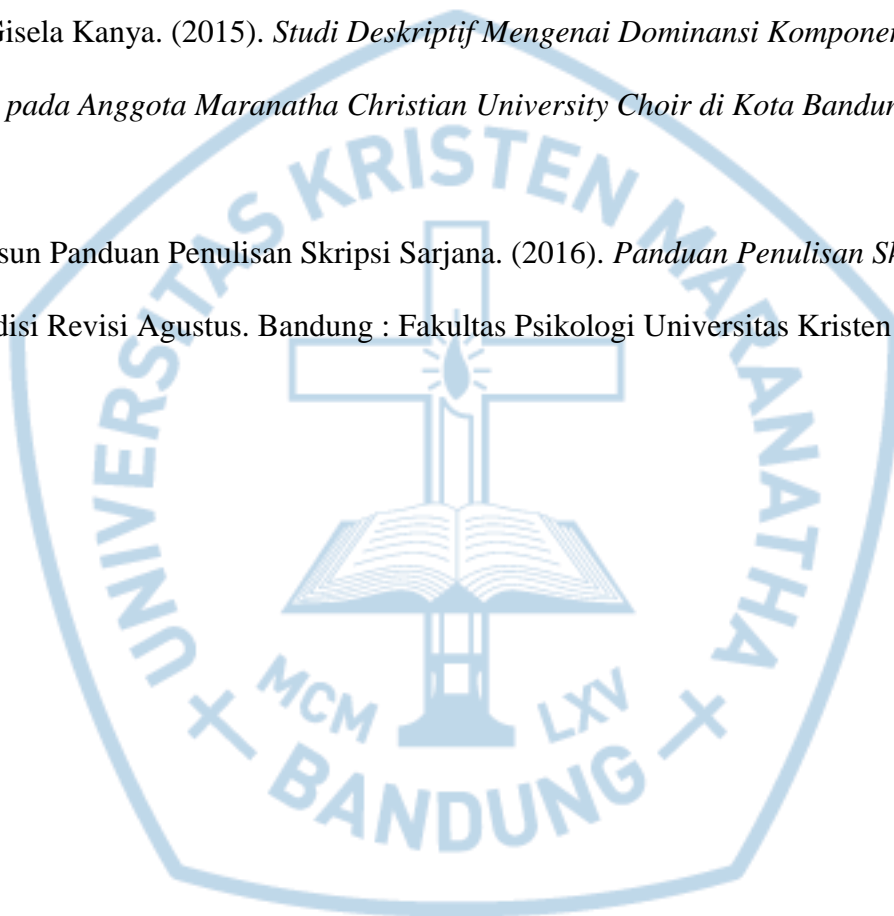 Gisela Kanya. (2015). Studi Deskriptif Mengenai Dominansi Komponen
pada Anggota Maranatha Christian University Choir di Kota Bandun
sun Panduan Penulisan Skripsi Sarjana. (2016). Panduan Penulisan Sk
disi Revisi Agustus. Bandung : Fakultas Psikologi Universitas Kristen
UNIVERSITAS KRISTEN MARANATHA
MCM LXV
BANDUNG